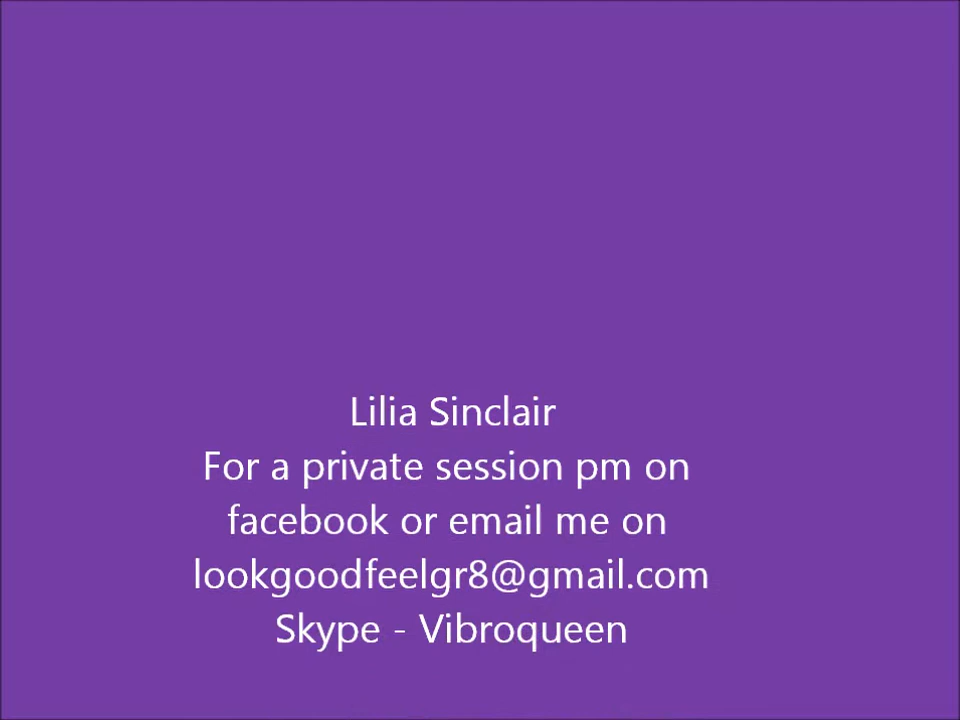 Lilia Sinclair
For a private session pm on
facebook or email me on
lookgoodfeelgr8@gmail.com
Skype - Vibroqueen